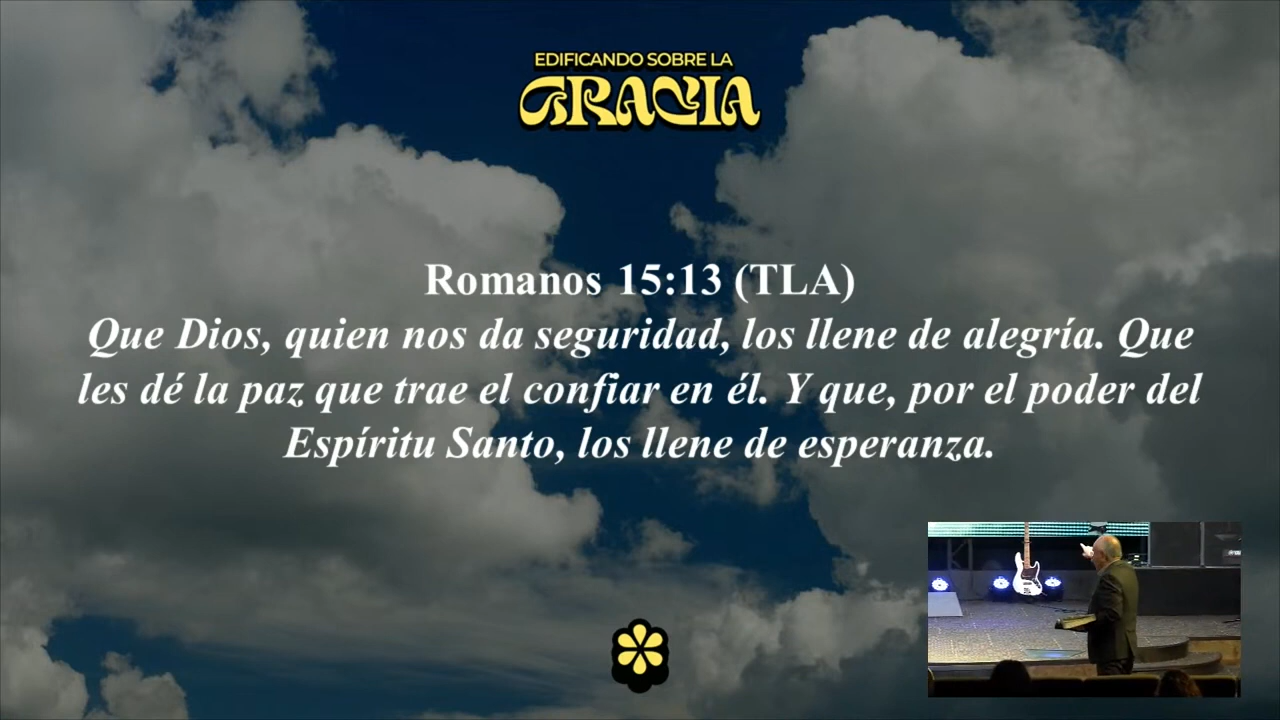 EDIFICANDO SOBRE LA
GRACIA
Romanos 15:13 (TLA)
Que Dios, quien nos da seguridad, los llene de alegría. Que
les dé la paz que trae el confiar en él. Y que, por el poder del
Espíritu Santo, los llene de esperanza.